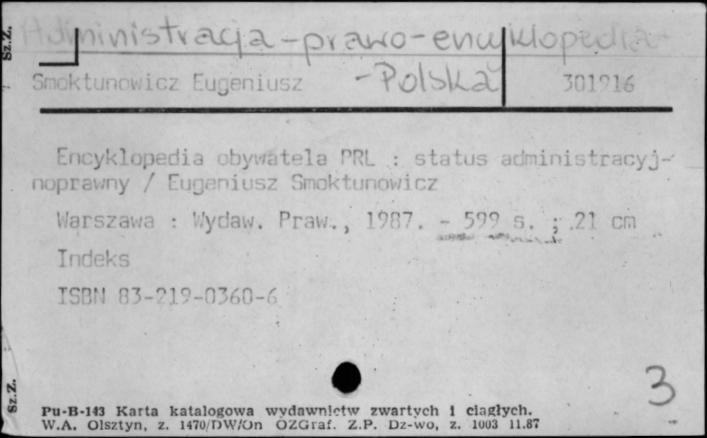 Administracja - prawo - encyklopedia
- Polska
Smoktunowicz Eugeniusz 301916
Encyklopedia obywatela PRL : status administracyj-
noprawny / Eugeniusz Smoktunowicz
Warszawa : Wydaw. Praw., 1987. - 599 s. ; 21 cm
Indeks
ISBN 83-219-0360-6
3
Pu-B-143 Karta katalogowa wydawnictw zwartych i ciągłych.
W.A. Olsztyn, z. 1470/DW/On OZGraf. Z.P. Dz-wo, z. 1003 11.87
Sz.Z.
Sz.Z.